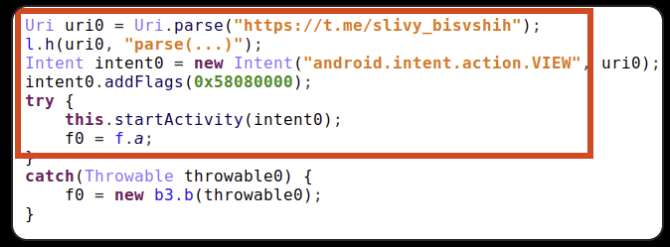 Uri uri0 = Uri.parse("https://t.me/slivy_bisvshih");
l.h(uri0, "parse(...)");
Intent intent0 = new Intent("android.intent.action.VIEW", uri0);
intent0.addFlags(0x58080000);
try {
    this.startActivity(intent0);
    f0 = f.a;
}
catch(Throwable throwable0) {
    f0 = new b3.b(throwable0);
}